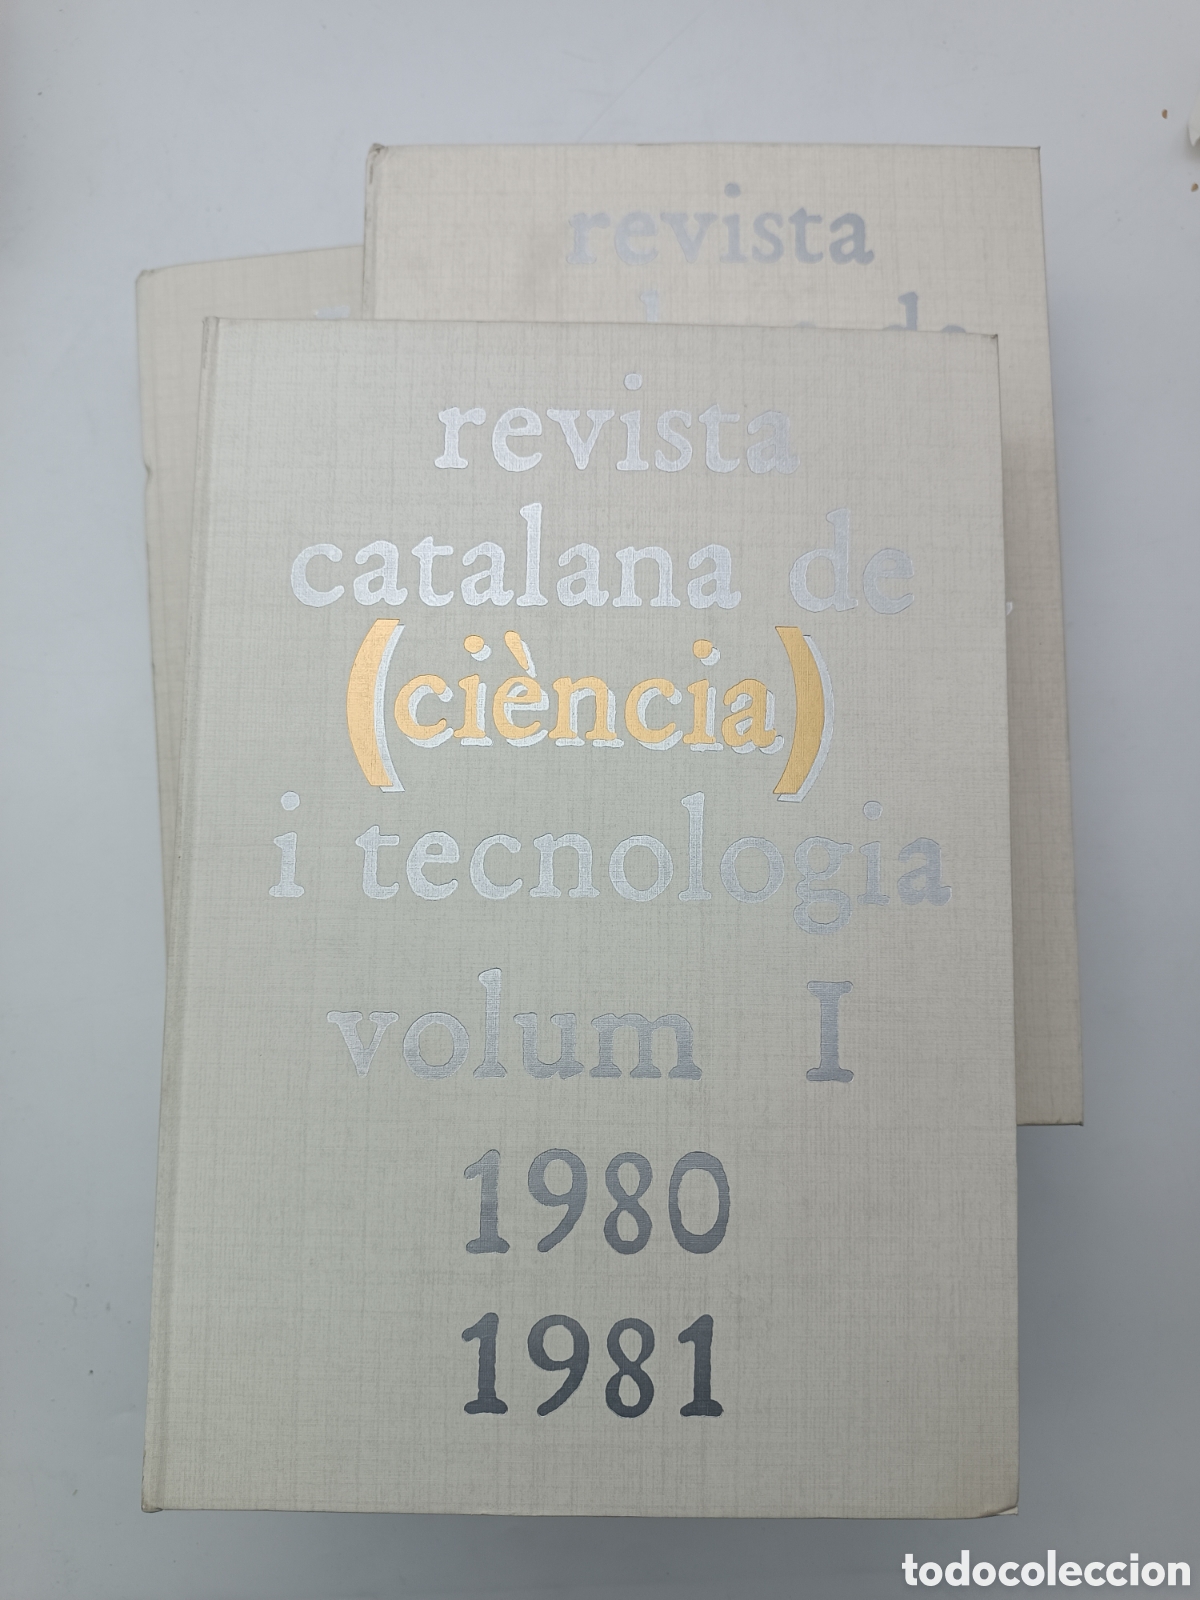 revista
revista
catalana de
(ciència)
i tecnologia
volum I
1980
1981
todocoleccion